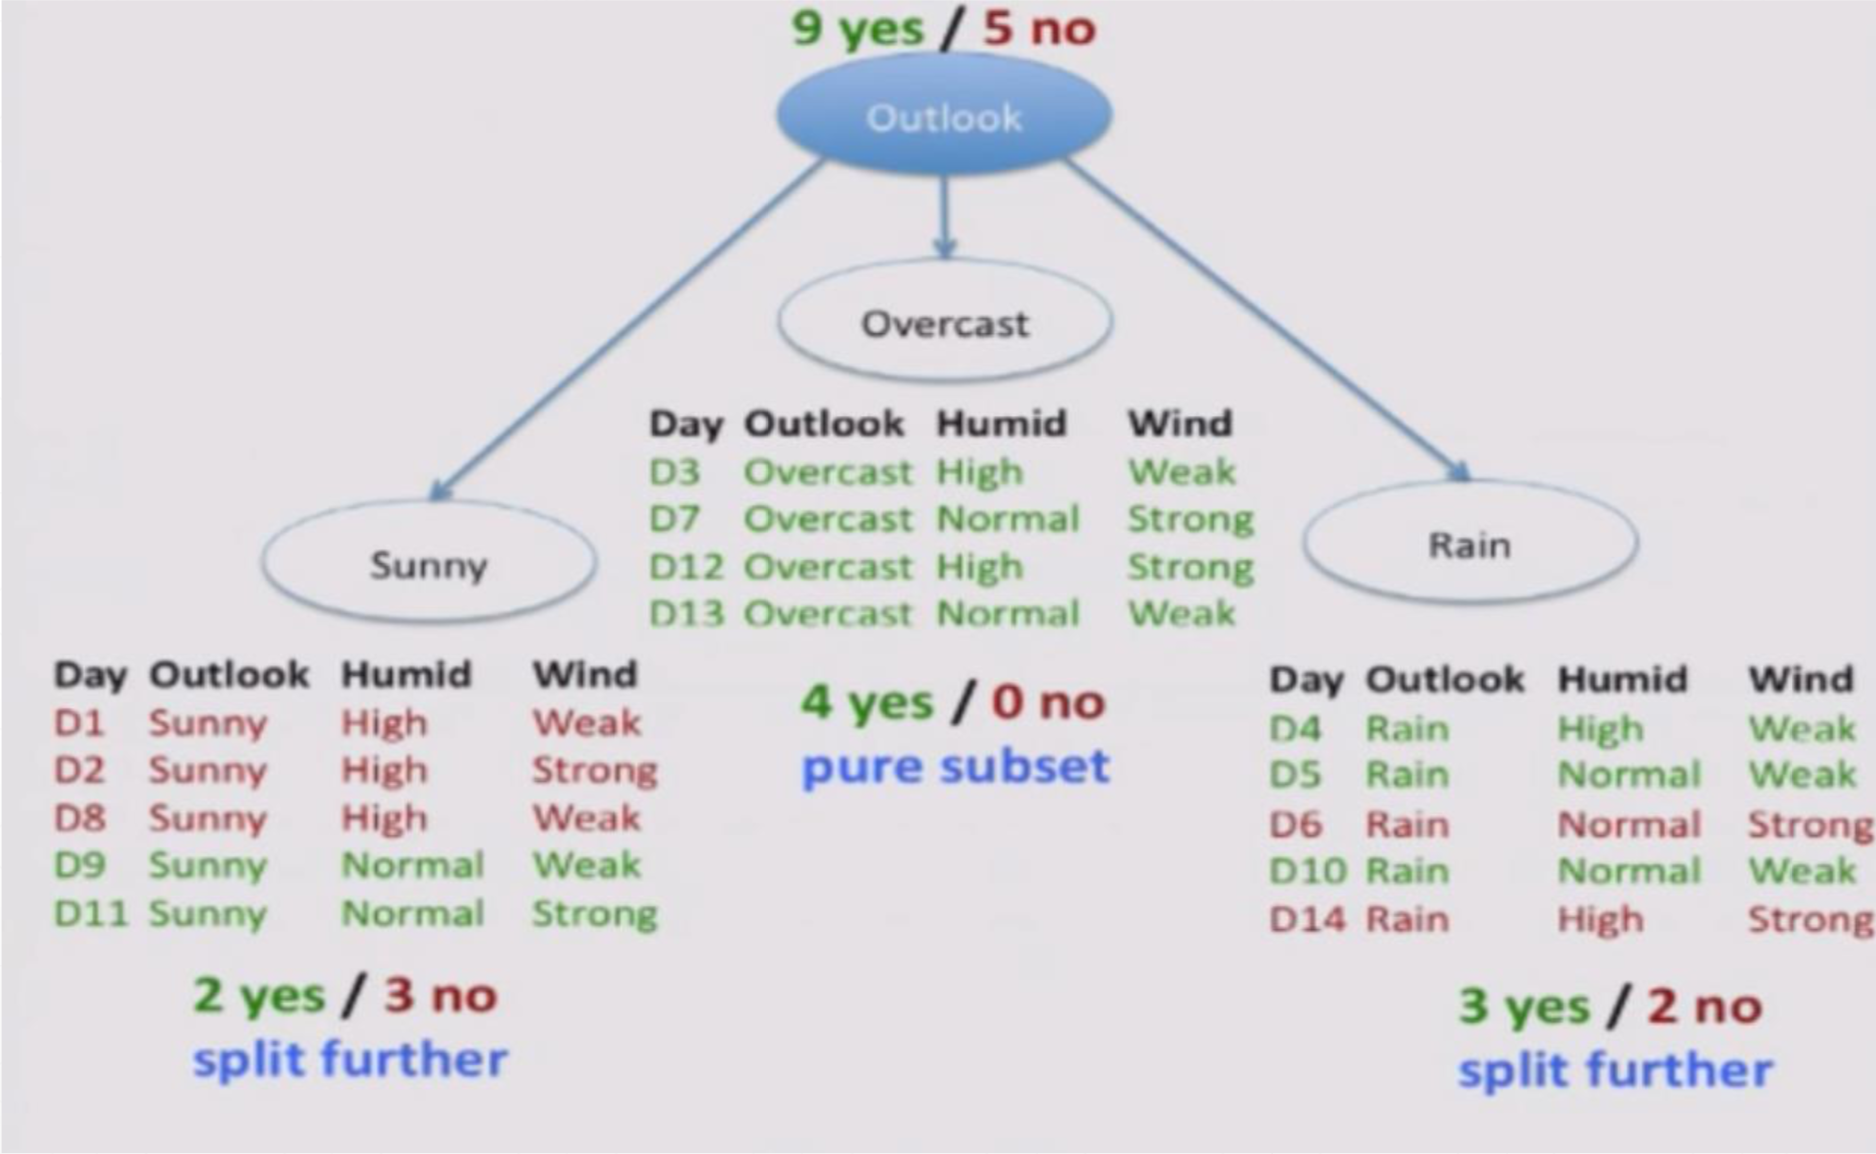 9 yes / 5 no
Outlook
Overcast
Day Outlook Humid Wind
D3 Overcast High Weak
D7 Overcast Normal Strong
D12 Overcast High Strong
D13 Overcast Normal Weak
4 yes / 0 no
pure subset
Sunny
Day Outlook Humid Wind
D1 Sunny High Weak
D2 Sunny High Strong
D8 Sunny High Weak
D9 Sunny Normal Weak
D11 Sunny Normal Strong
2 yes / 3 no
split further
Rain
Day Outlook Humid Wind
D4 Rain High Weak
D5 Rain Normal Weak
D6 Rain Normal Strong
D10 Rain Normal Weak
D14 Rain High Strong
3 yes / 2 no
split further